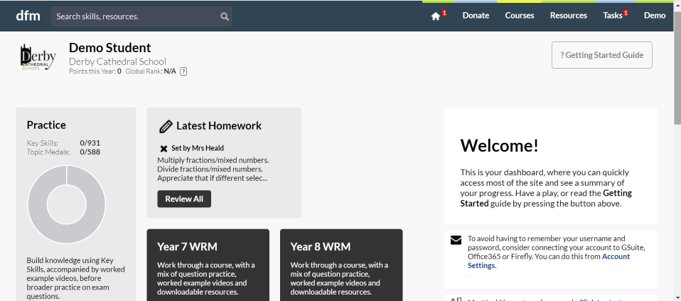 dfm
Search skills, resources.
1
Donate
Courses
Resources
Tasks
1
Demo
Derby
CATHEDRAL
SCHOOL
Demo Student
Derby Cathedral School
Points this Year: 0 Global Rank: N/A ?
? Getting Started Guide
Practice
Key Skills: 0/931
Topic Medals: 0/588
Build knowledge using Key
Skills, accompanied by worked
example videos, before
broader practice on exam
questions.
Latest Homework
Set by Mrs Heald
Multiply fractions/mixed numbers.
Divide fractions/mixed numbers.
Appreciate that if different selec...
Review All
Year 7 WRM
Work through a course, with a
mix of question practice,
worked example videos and
downloadable resources.
Year 8 WRM
Work through a course, with a
mix of question practice,
worked example videos and
downloadable resources.
Welcome!
This is your dashboard, where you can quickly
access most of the site and see a summary
of your progress. Have a play, or read the Getting
Started guide by pressing the button above.
To avoid having to remember your username and
password, consider connecting your account to GSuite,
Office365 or Firefly. You can do this from Account
Settings.